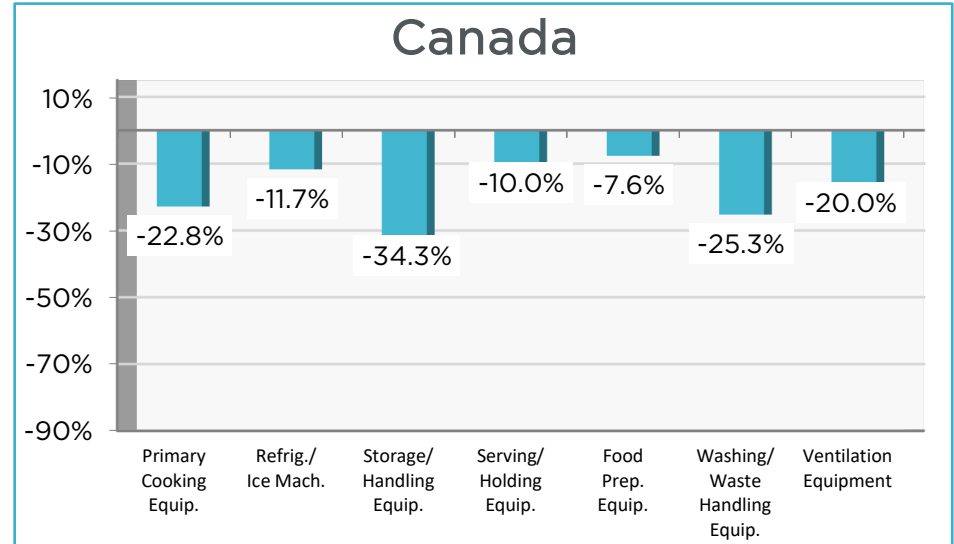 Canada
10%
-10%
-30%
-50%
-70%
-90%
-22.8%
-11.7%
-34.3%
-10.0%
-7.6%
-25.3%
-20.0%
Primary
Cooking
Equip.
Refrig./
Ice Mach.
Storage/
Handling
Equip.
Serving/
Holding
Equip.
Food
Prep.
Equip.
Washing/
Waste
Handling
Equip.
Ventilation
Equipment